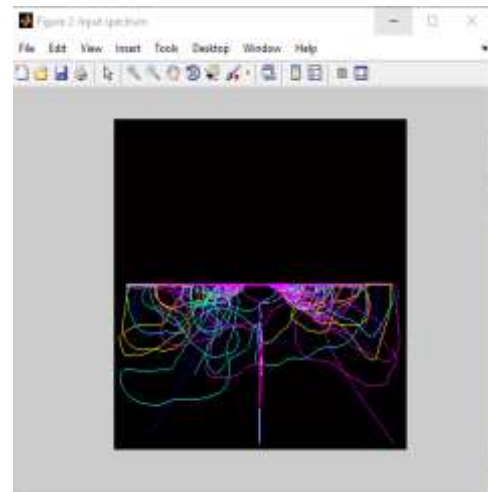 Figure 2: Input spectrum
File Edit View Insert Tools Desktop Window Help